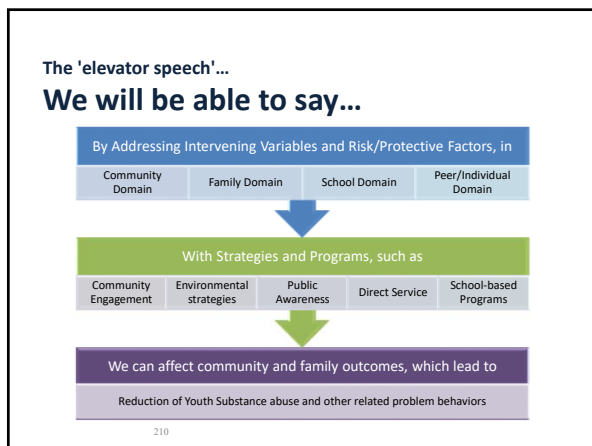 The 'elevator speech'…
We will be able to say…
By Addressing Intervening Variables and Risk/Protective Factors, in
Community
Domain
Family Domain
School Domain
Peer/Individual
Domain
With Strategies and Programs, such as
Community
Engagement
Environmental
strategies
Public
Awareness
Direct Service
School-based
Programs
We can affect community and family outcomes, which lead to
Reduction of Youth Substance abuse and other related problem behaviors
210